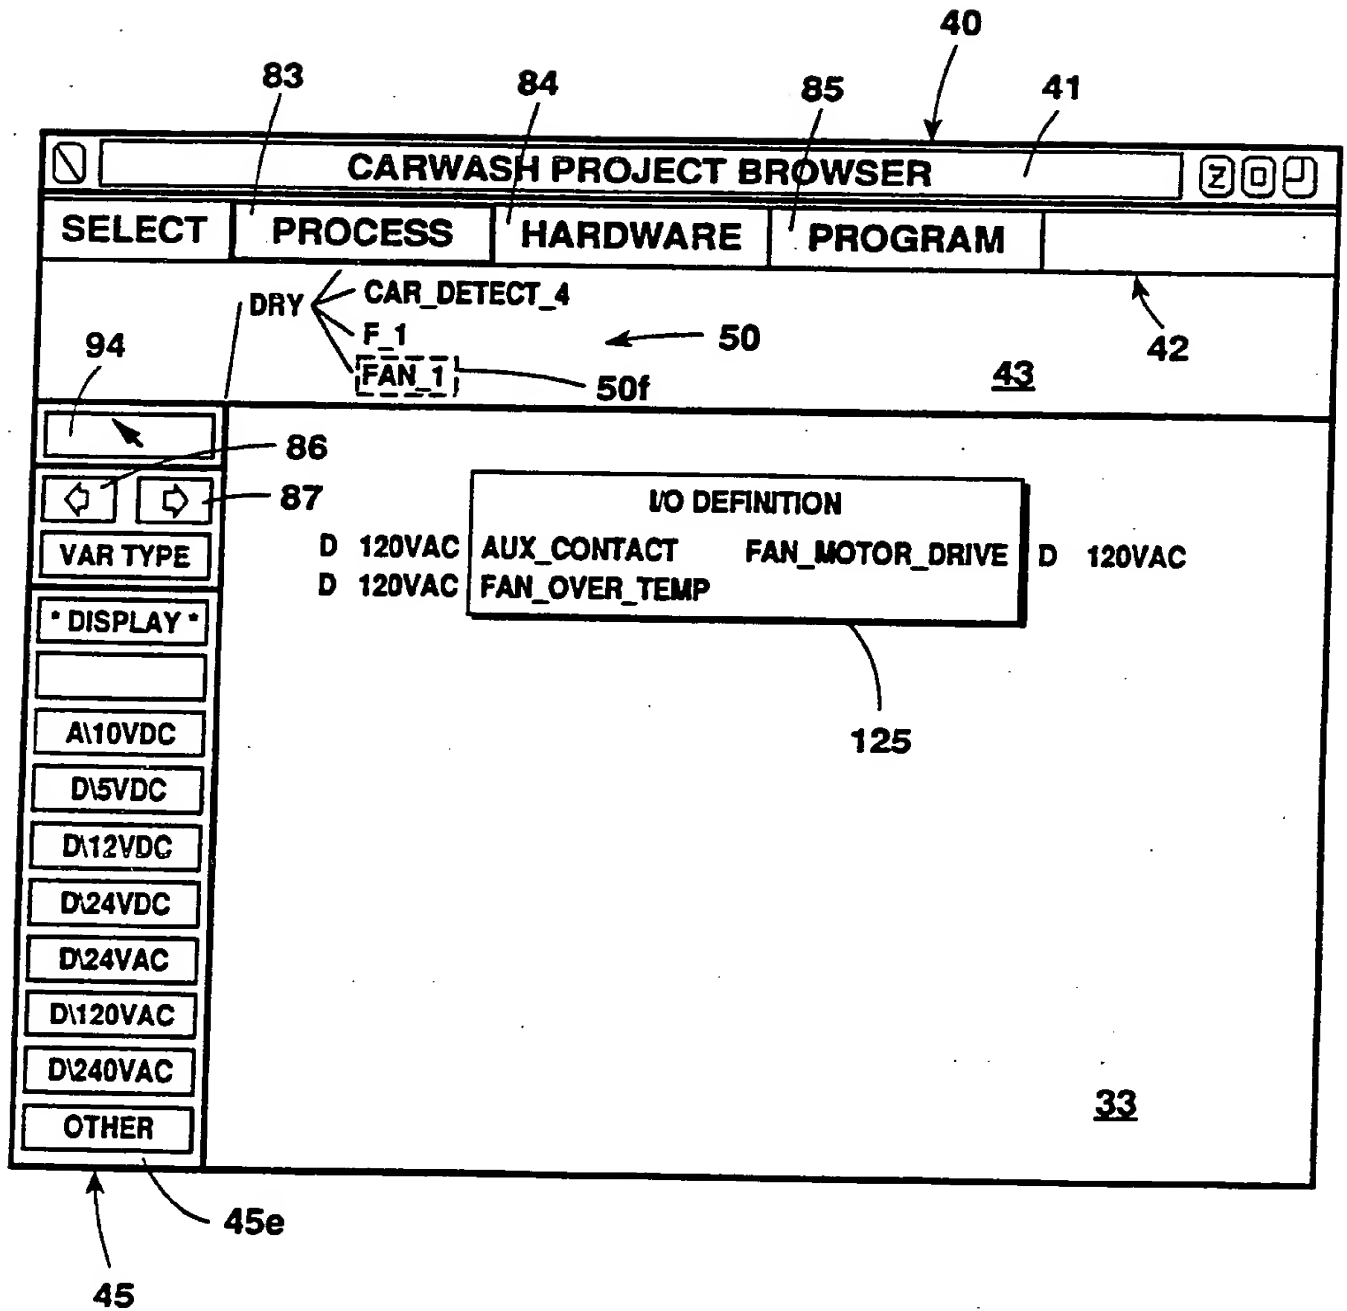 40
83 84 85 41
CARWASH PROJECT BROWSER Z
SELECT PROCESS HARDWARE PROGRAM
DRY CAR_DETECT_4
F_1 50 42
94 FAN_1 50f 43
86
87 I/O DEFINITION
VAR TYPE D 120VAC AUX_CONTACT FAN_MOTOR_DRIVE D 120VAC
D 120VAC FAN_OVER_TEMP
* DISPLAY *
A\10VDC 125
D\5VDC
D\12VDC
D\24VDC
D\24VAC
D\120VAC
D\240VAC
OTHER 33
45e
45